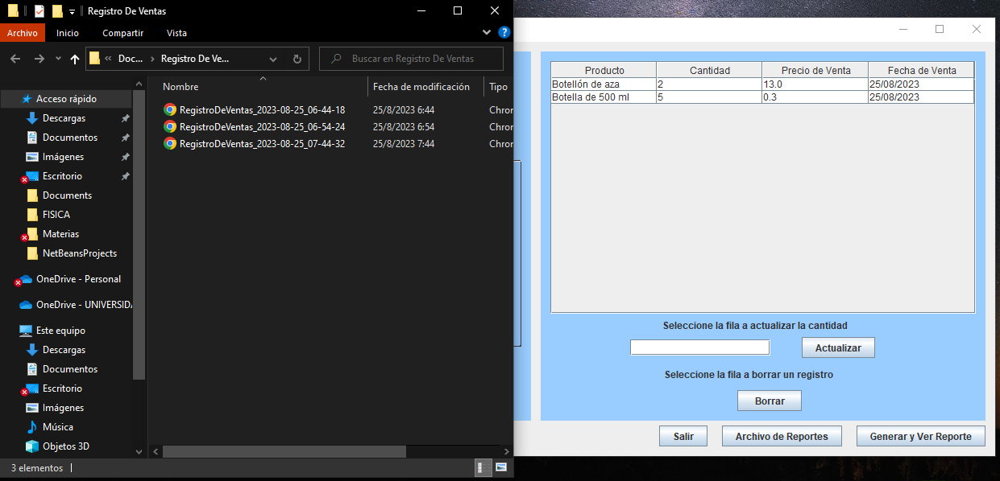 Registro De Ventas
Archivo
Inicio
Compartir
Vista
?
« Doc... › Registro De Ve...
Buscar en Registro De Ventas
Acceso rápido
Descargas
Documentos
Imágenes
Escritorio
Documents
FISICA
Materias
NetBeansProjects
OneDrive - Personal
OneDrive - UNIVERSID
Este equipo
Descargas
Documentos
Escritorio
Imágenes
Música
Objetos 3D
Nombre Fecha de modificación Tipo
RegistroDeVentas_2023-08-25_06-44-18 25/8/2023 6:44 Chror
RegistroDeVentas_2023-08-25_06-54-24 25/8/2023 6:54 Chror
RegistroDeVentas_2023-08-25_07-44-32 25/8/2023 7:44 Chror
3 elementos
Producto Cantidad Precio de Venta Fecha de Venta
Botellón de aza 2 13.0 25/08/2023
Botella de 500 ml 5 0.3 25/08/2023
Seleccione la fila a actualizar la cantidad
Actualizar
Seleccione la fila a borrar un registro
Borrar
Salir
Archivo de Reportes
Generar y Ver Reporte